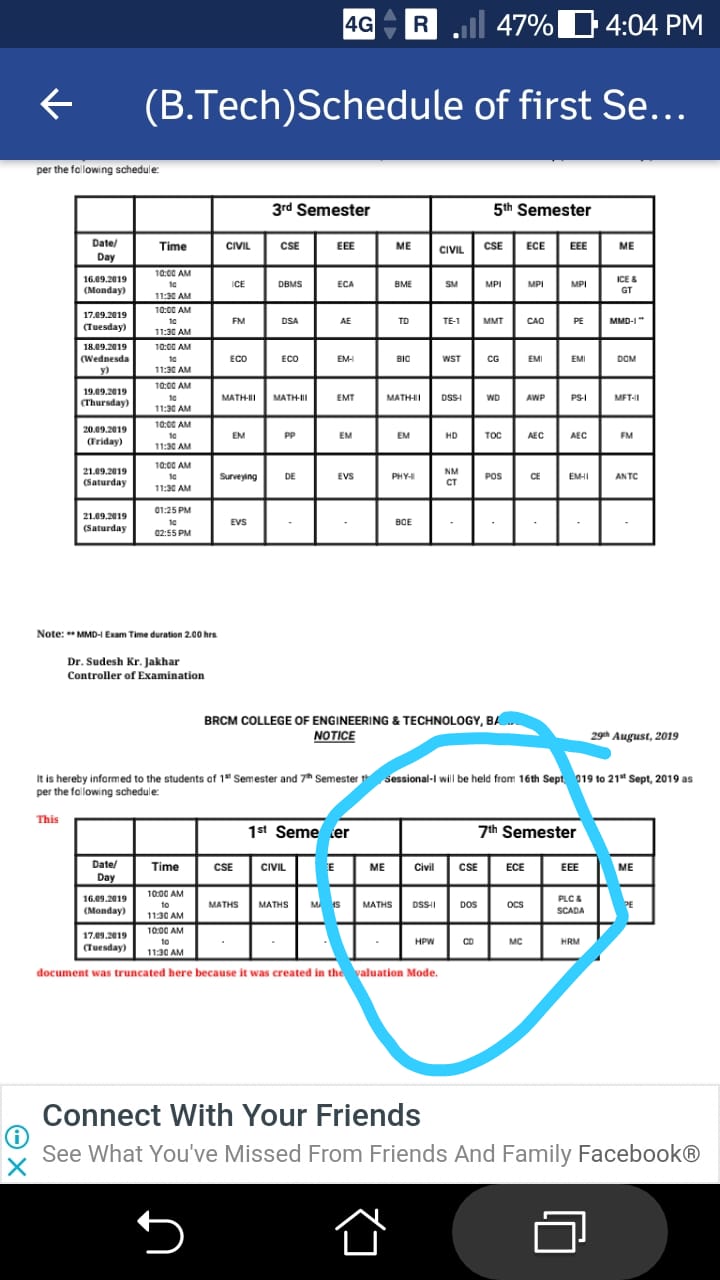 4G R 47% 4:04 PM
(B.Tech)Schedule of first Se...
per the following schedule:
3rd Semester 5th Semester
Date/ Day Time CIVIL CSE EEE ME CIVIL CSE ECE EEE ME
16.09.2019 (Monday) 10:00 AM to 11:30 AM ICE DBMS ECA BME SM MPI MPI MPI ICE & GT
17.09.2019 (Tuesday) 10:00 AM to 11:30 AM FM DSA AE TD TE-1 MMT CAO PE MMD-I **
18.09.2019 (Wednesda y) 10:00 AM to 11:30 AM ECO ECO EM-I BIC WST CG EMI EMI DOM
19.09.2019 (Thursday) 10:00 AM to 11:30 AM MATH-III MATH-III EMT MATH-III DSS-I WD AWP PS-I MFT-II
20.09.2019 (Friday) 10:00 AM to 11:30 AM EM PP EM EM HD TOC AEC AEC FM
21.09.2019 (Saturday 10:00 AM to 11:30 AM Surveying DE EVS PHY-II NM CT POS CE EM-II ANTC
21.09.2019 (Saturday 01:25 PM to 02:55 PM EVS - - BCE - - - - -
Note: ** MMD-I Exam Time duration 2.00 hrs.
Dr. Sudesh Kr. Jakhar
Controller of Examination
BRCM COLLEGE OF ENGINEERING & TECHNOLOGY,
NOTICE
29th August, 2019
It is hereby informed to the students of 1st Semester and 7th Semester Sessional-I will be held from 16th Sept 019 to 21st Sept, 2019 as
per the following schedule:
This
1st Seme ter 7th Semester
Date/ Day Time CSE CIVIL ME Civil CSE ECE EEE ME
16.09.2019 (Monday) 10:00 AM to 11:30 AM MATHS MATHS MATHS DSS-II DOS OCS PLC & SCADA
17.09.2019 (Tuesday) 10:00 AM to 11:30 AM - - - HPW CD MC HRM
document was truncated here because it was created in the valuation Mode.
Connect With Your Friends
See What You've Missed From Friends And Family Facebook®